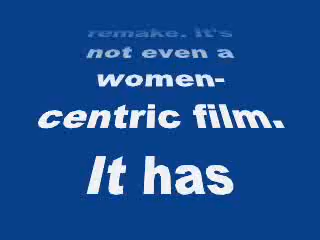 remake. It's
not even a
women-
centric film.
It has